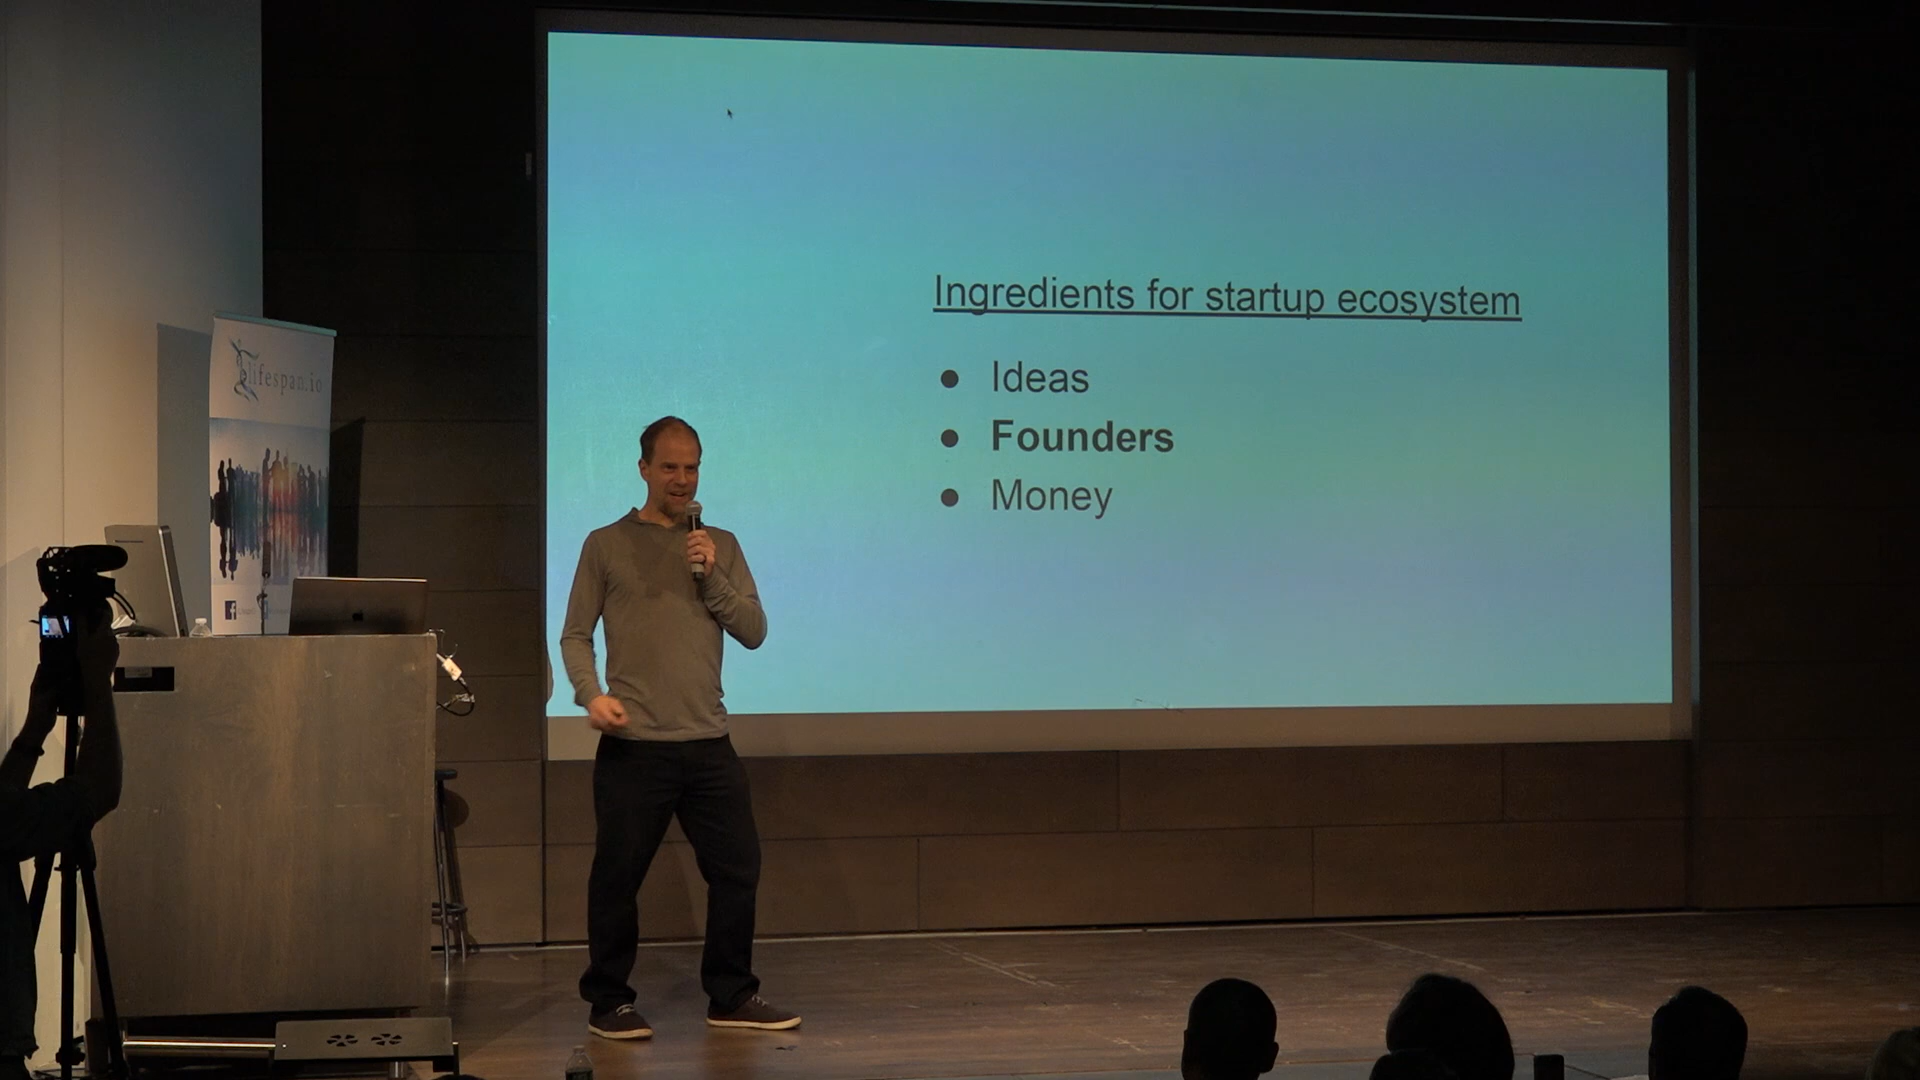 Ingredients for startup ecosystem
● Ideas
● Founders
● Money
lifespan.io